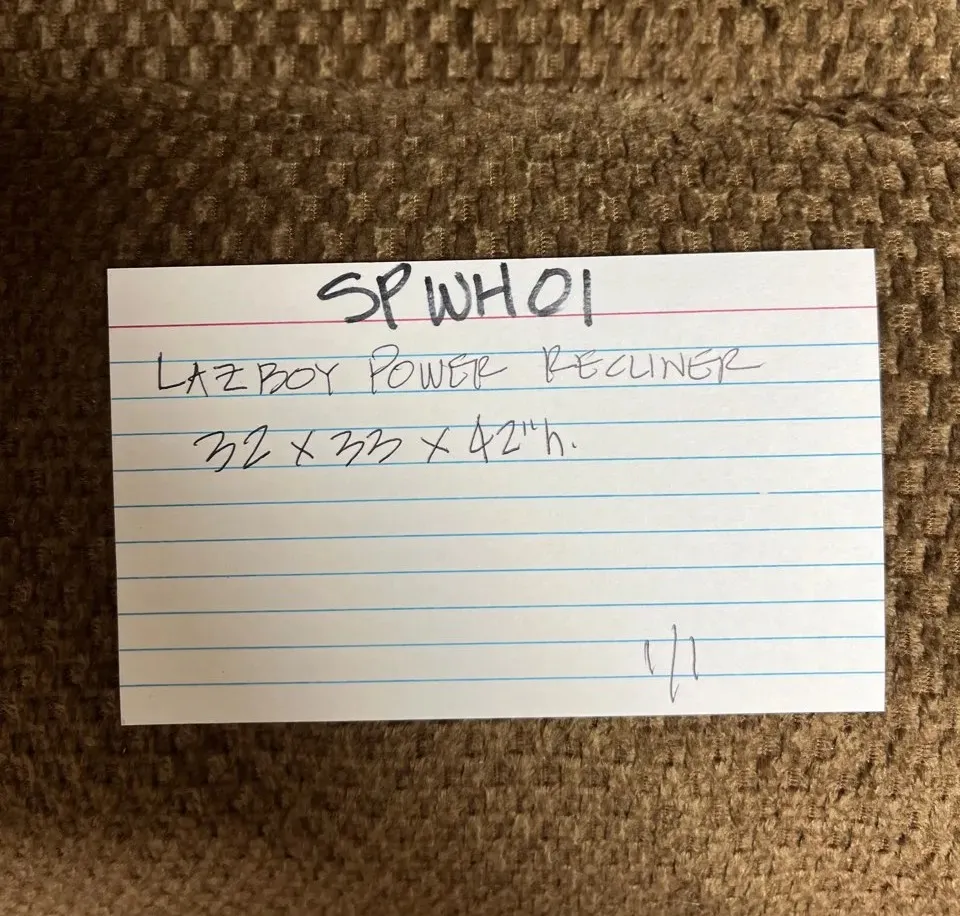 SPWH01
LAZBOY POWER RECLINER
32 x 33 x 42"h.
1/1